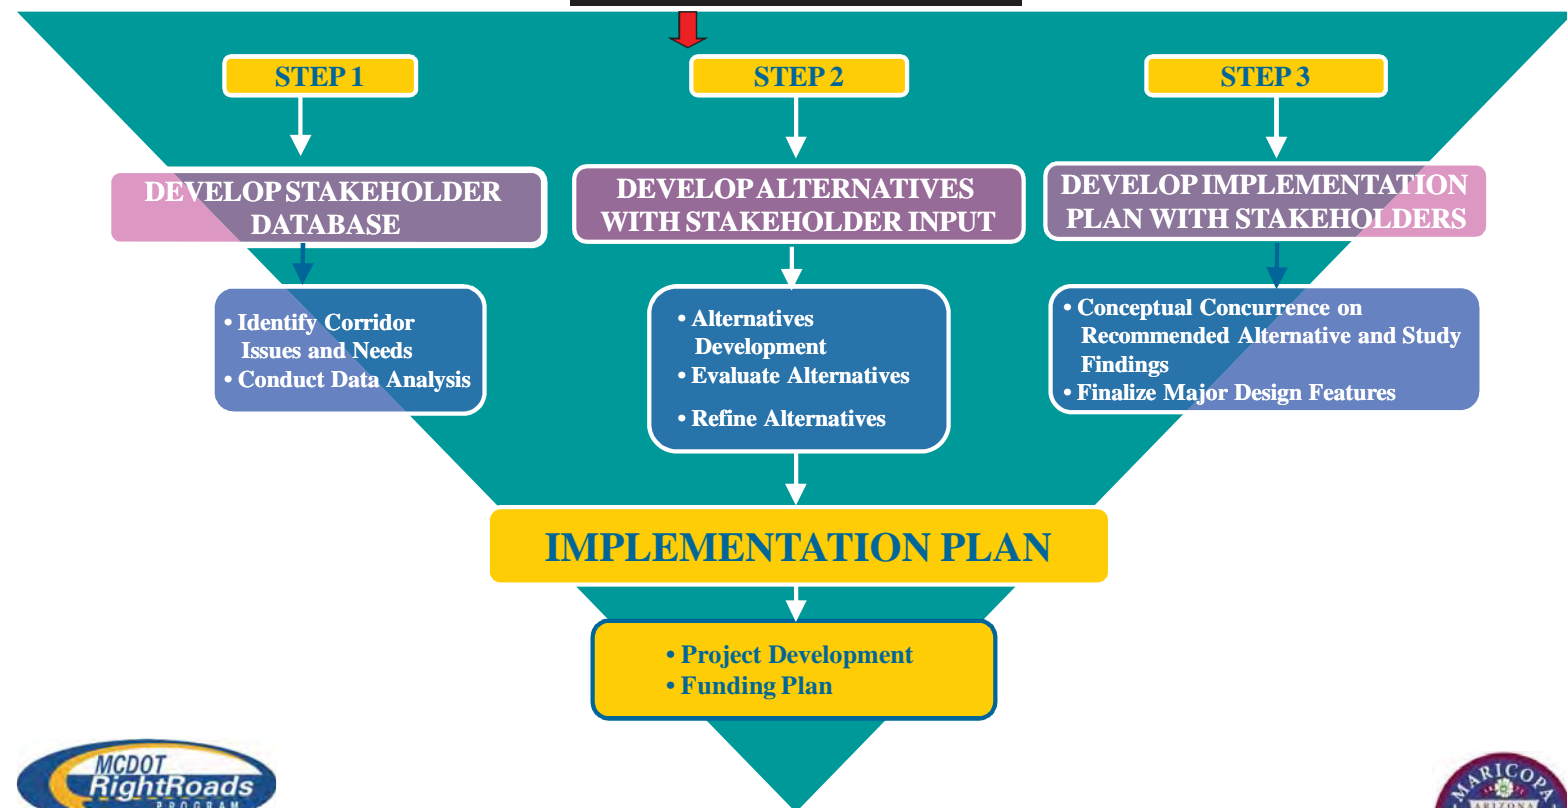 STEP 1
STEP 2
STEP 3
DEVELOP STAKEHOLDER
DATABASE
DEVELOP ALTERNATIVES
WITH STAKEHOLDER INPUT
DEVELOP IMPLEMENTATION
PLAN WITH STAKEHOLDERS
• Identify Corridor
Issues and Needs
• Conduct Data Analysis
• Alternatives
Development
• Evaluate Alternatives
• Refine Alternatives
• Conceptual Concurrence on
Recommended Alternative and Study
Findings
• Finalize Major Design Features
IMPLEMENTATION PLAN
• Project Development
• Funding Plan
MCDOT
RightRoads
PROGRAM
MARICOPA
ARIZONA